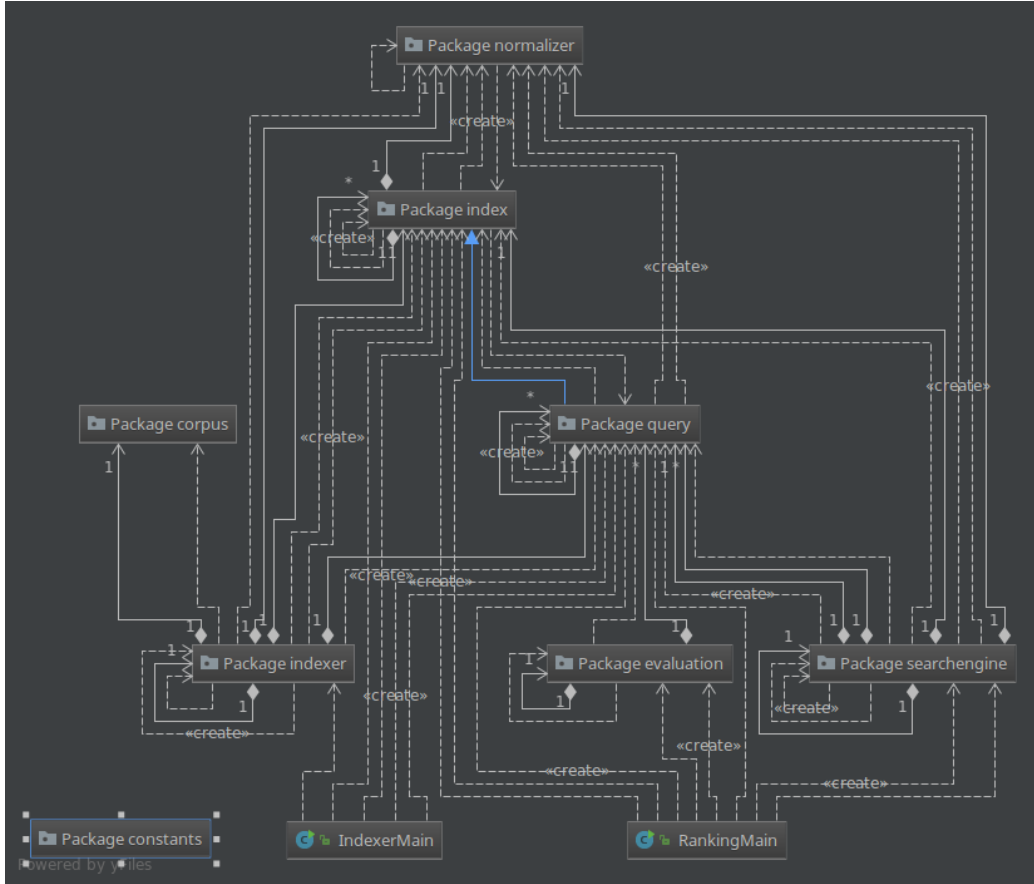 Package normalizer
1
1
1
«create»
1
*
Package index
«create»
11
1
«create»
«create»
*
Package corpus
Package query
«create»
«create»
1
11
*
1
*
«create»
«create»
«create»
1
1
1
1
1
1
1
1
1
1
1
1
Package indexer
Package evaluation
Package searchengine
1
1
1
«create»
«create»
«create»
«create»
«create»
«create»
Package constants
IndexerMain
RankingMain
Powered by yFiles